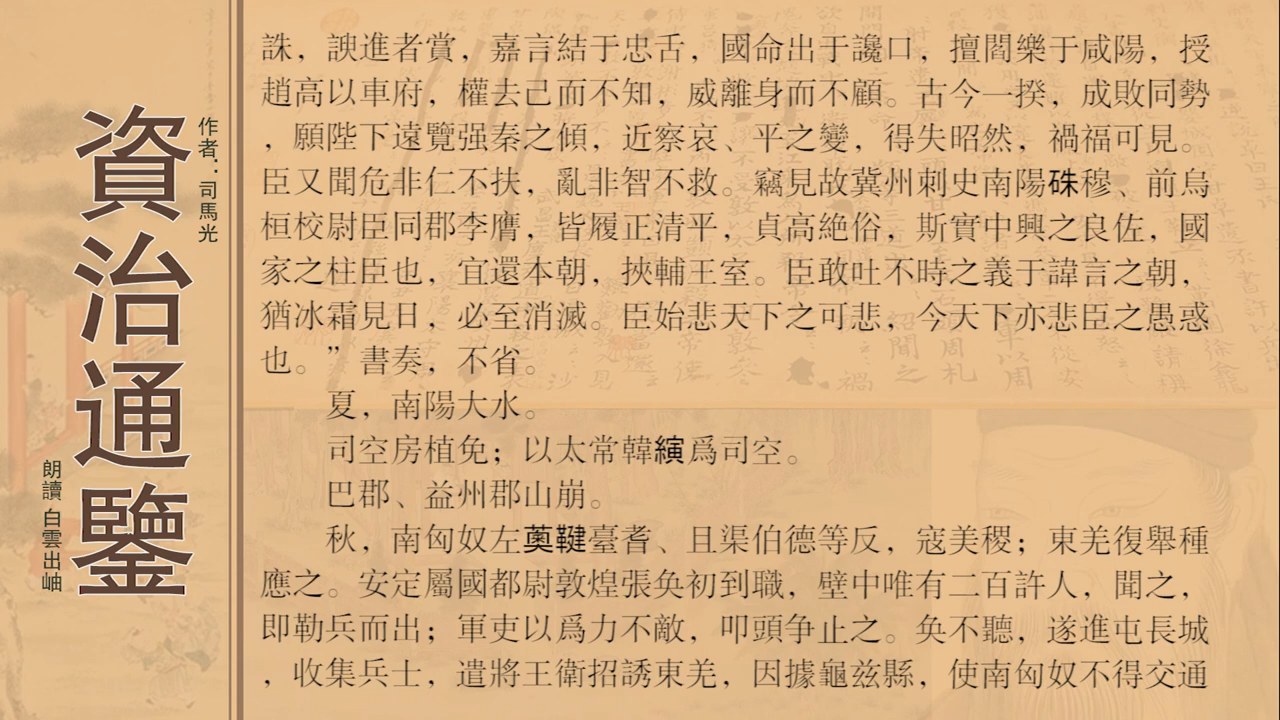 資治通鑒
作者：司馬光
朗讀 白雲出岫
誅，諛進者賞，嘉言結于忠舌，國命出于讒口，擅閻樂于咸陽，授
趙高以車府，權去己而不知，威離身而不顧。古今一揆，成敗同勢
，願陛下遠覽强秦之傾，近察哀、平之變，得失昭然，禍福可見。
臣又聞危非仁不扶，亂非智不救。竊見故冀州刺史南陽硃穆、前烏
桓校尉臣同郡李膺，皆履正清平，貞高絶俗，斯實中興之良佐，國
家之柱臣也，宜還本朝，挾輔王室。臣敢吐不時之義于諱言之朝，
猶冰霜見日，必至消滅。臣始悲天下之可悲，今天下亦悲臣之愚惑
也。”書奏，不省。
夏，南陽大水。
司空房植免；以太常韓縯爲司空。
巴郡、益州郡山崩。
秋，南匈奴左薁鞬臺耆、且渠伯德等反，寇美稷；東羌復舉種
應之。安定屬國都尉敦煌張奐初到職，壁中唯有二百許人，聞之，
即勒兵而出；軍吏以爲力不敵，叩頭争止之。奐不聽，遂進屯長城
，收集兵士，遣將王衛招誘東羌，因據龜兹縣，使南匈奴不得交通